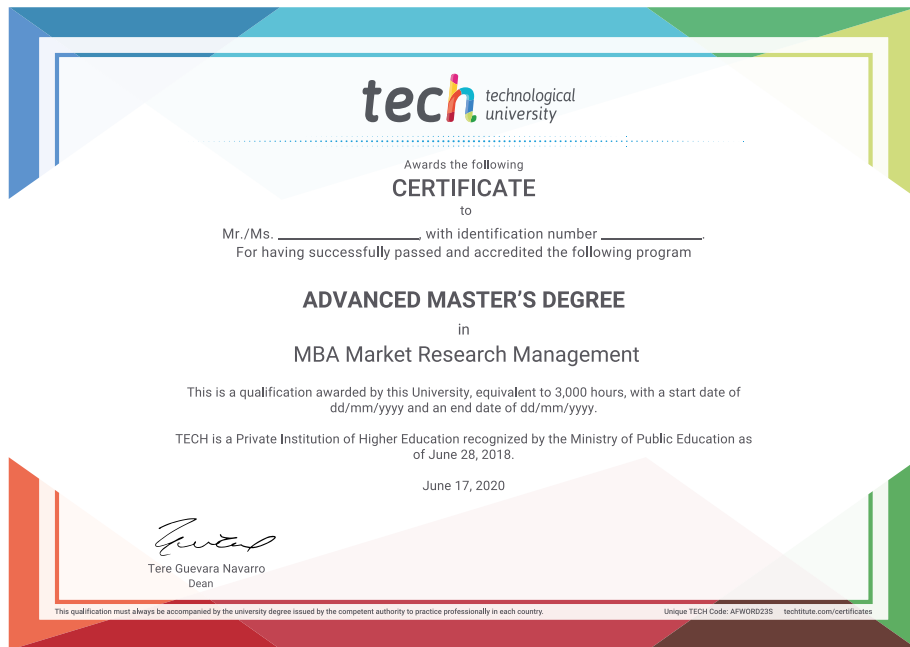 tech technological
university
Awards the following
CERTIFICATE
to
Mr./Ms. ____________________, with identification number ______________.
For having successfully passed and accredited the following program
ADVANCED MASTER’S DEGREE
in
MBA Market Research Management
This is a qualification awarded by this University, equivalent to 3,000 hours, with a start date of
dd/mm/yyyy and an end date of dd/mm/yyyy.
TECH is a Private Institution of Higher Education recognized by the Ministry of Public Education as
of June 28, 2018.
June 17, 2020
Tere Guevara Navarro
Dean
This qualification must always be accompanied by the university degree issued by the competent authority to practice professionally in each country.
Unique TECH Code: AFWORD23S techtitute.com/certificates